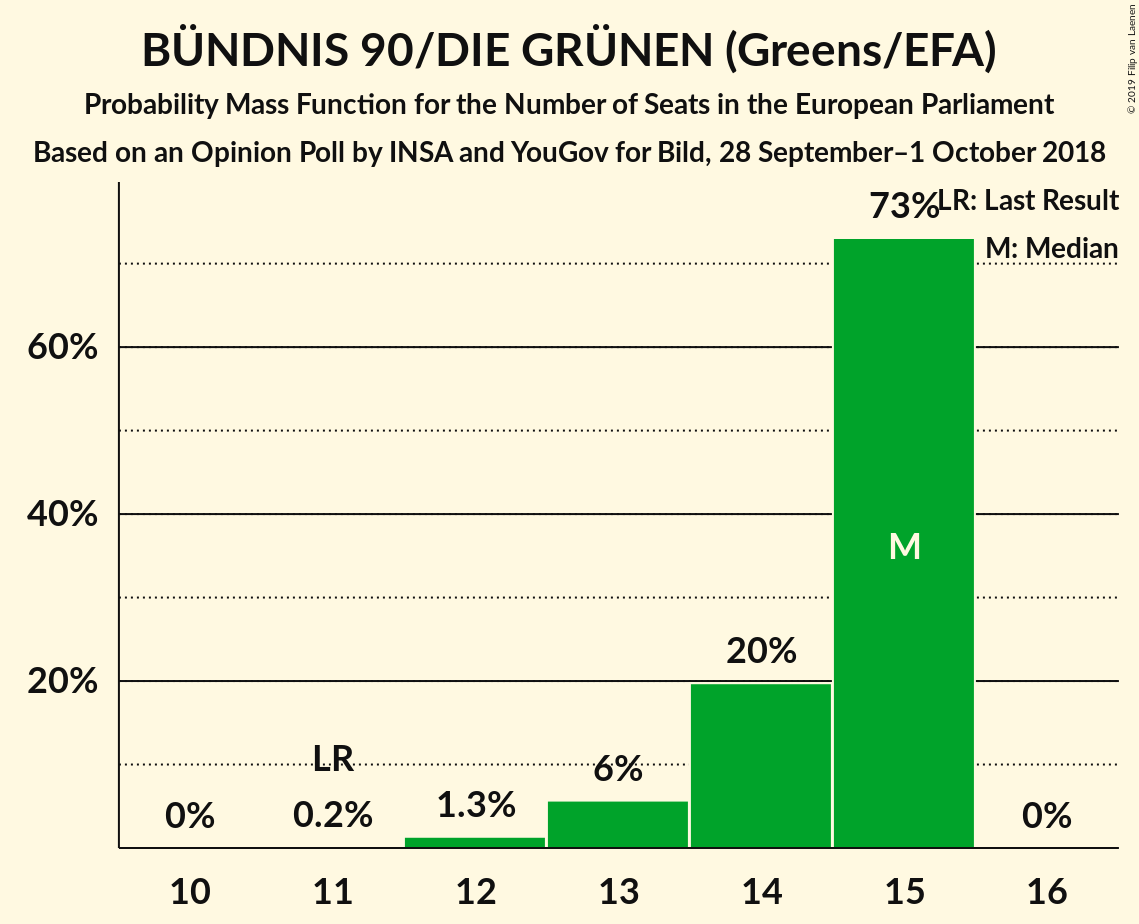 BÜNDNIS 90/DIE GRÜNEN (Greens/EFA)
Probability Mass Function for the Number of Seats in the European Parliament
Based on an Opinion Poll by INSA and YouGov for Bild, 28 September–1 October 2018
© 2019 Filip van Laenen
73%
LR: Last Result
M: Median
60%
40%
M
20%
20%
LR
6%
0%
0.2%
1.3%
0%
10 11 12 13 14 15 16